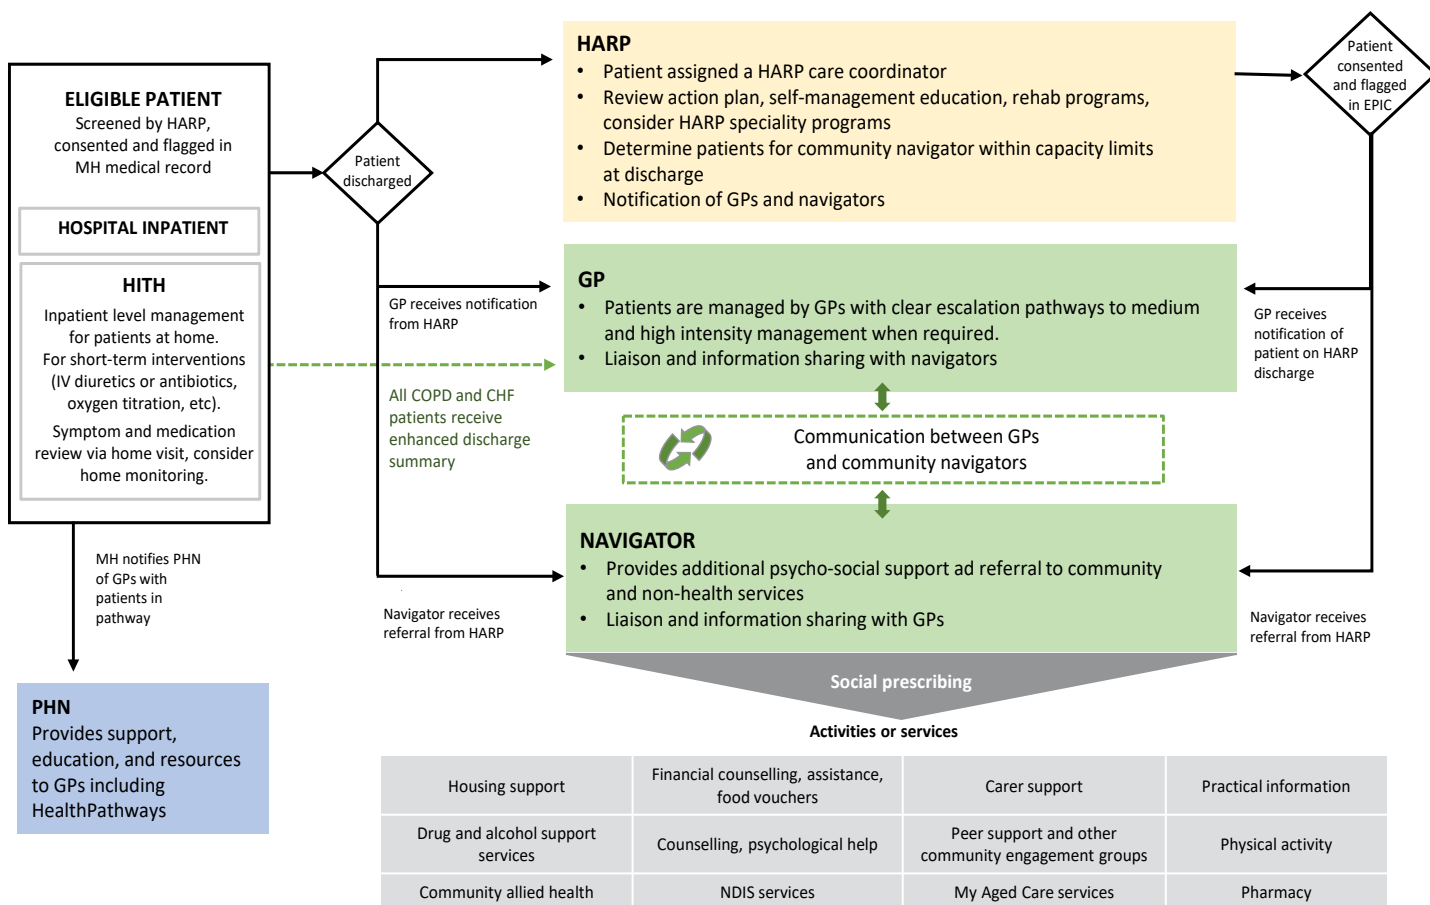 ELIGIBLE PATIENT
Screened by HARP,
consented and flagged in
MH medical record
HOSPITAL INPATIENT
HITH
Inpatient level management
for patients at home.
For short-term interventions
(IV diuretics or antibiotics,
oxygen titration, etc).
Symptom and medication
review via home visit, consider
home monitoring.
MH notifies PHN
of GPs with
patients in
pathway
PHN
Provides support,
education, and resources
to GPs including
HealthPathways
Patient
discharged
HARP
• Patient assigned a HARP care coordinator
• Review action plan, self-management education, rehab programs,
consider HARP speciality programs
• Determine patients for community navigator within capacity limits
at discharge
• Notification of GPs and navigators
Patient
consented
and flagged
in EPIC
GP receives notification
from HARP
GP
• Patients are managed by GPs with clear escalation pathways to medium
and high intensity management when required.
• Liaison and information sharing with navigators
GP receives
notification of
patient on HARP
discharge
All COPD and CHF
patients receive
enhanced discharge
summary
Communication between GPs
and community navigators
NAVIGATOR
• Provides additional psycho-social support ad referral to community
and non-health services
• Liaison and information sharing with GPs
Navigator receives
referral from HARP
Navigator receives
referral from HARP
Social prescribing
Activities or services
Housing support
Financial counselling, assistance,
food vouchers
Carer support
Practical information
Drug and alcohol support
services
Counselling, psychological help
Peer support and other
community engagement groups
Physical activity
Community allied health
NDIS services
My Aged Care services
Pharmacy